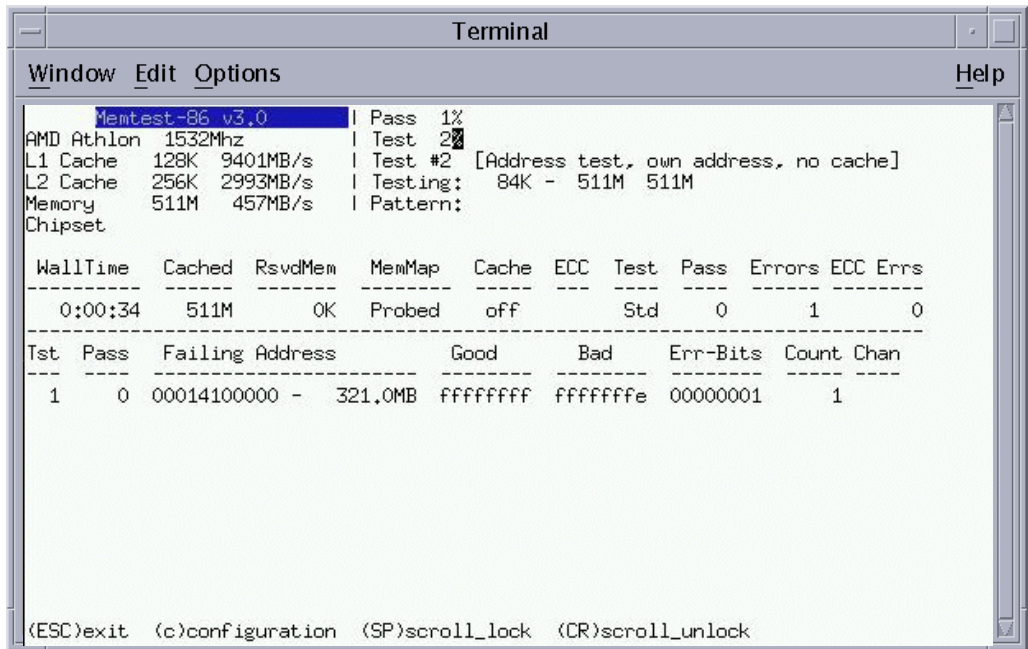 Terminal
Window Edit Options Help
Memtest-86 v3.0 | Pass 1%
AMD Athlon 1532Mhz | Test 2%
L1 Cache 128K 9401MB/s | Test #2 [Address test, own address, no cache]
L2 Cache 256K 2993MB/s | Testing: 84K - 511M 511M
Memory 511M 457MB/s | Pattern:
Chipset
WallTime Cached RsvdMem MemMap Cache ECC Test Pass Errors ECC Errs
-------- ------ ------- -------- ----- --- ---- ---- ------ --------
0:00:34 511M 0K Probed off Std 0 1 0
------------------------------------------------------------------------------
Tst Pass Failing Address Good Bad Err-Bits Count Chan
--- ---- ----------------------- -------- -------- -------- ----- ----
1 0 00014100000 - 321.0MB ffffffff fffffffe 00000001 1
(ESC)exit (c)configuration (SP)scroll_lock (CR)scroll_unlock